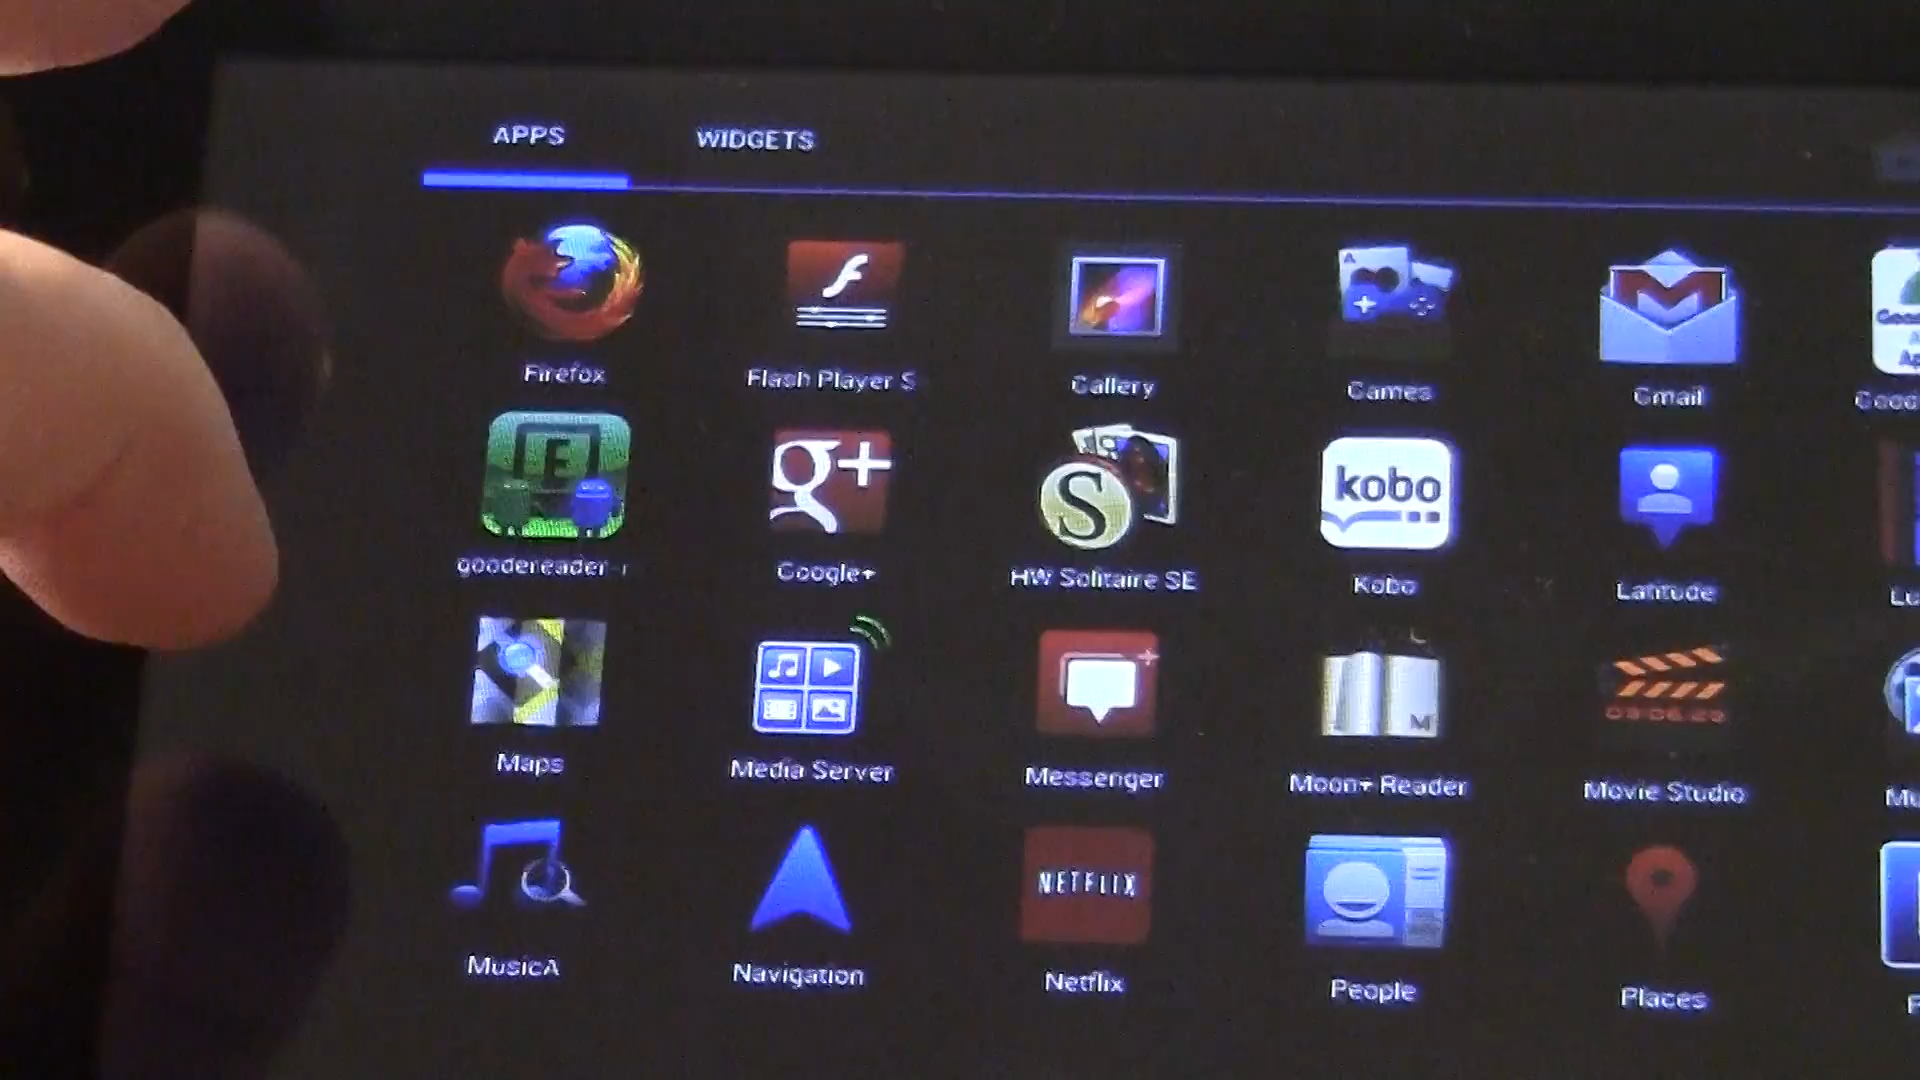 APPS WIDGETS
Firefox Flash Player S Gallery Games Gmail
E g+ S kobo
goodereader- Google+ HW Solitaire SE Kobo Latitude
M
Maps Media Server Messenger Moon+ Reader Movie Studio
NETFLIX
MusicA Navigation Netflix People Places